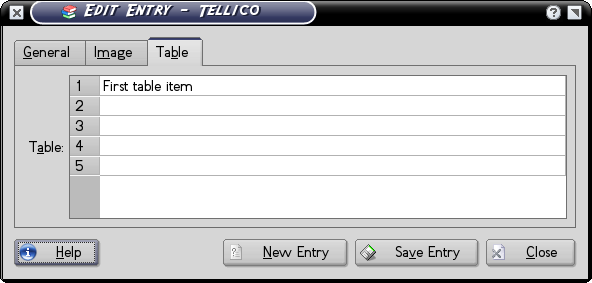 Edit Entry - Tellico
General Image Table
Table:
1 First table item
2
3
4
5
Help New Entry Save Entry Close